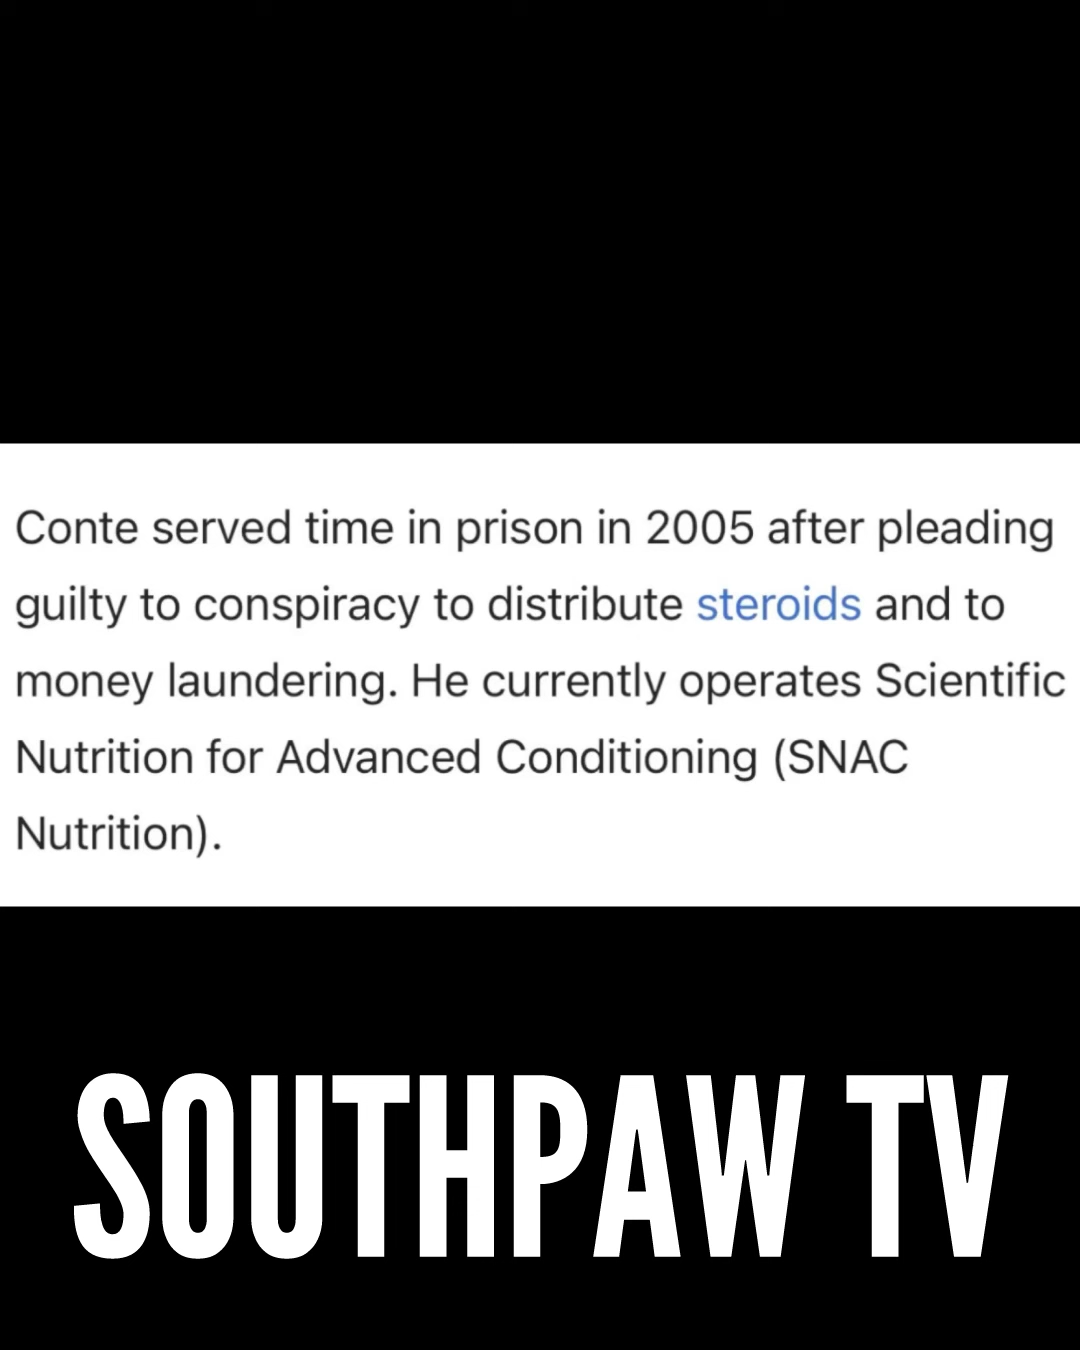 Conte served time in prison in 2005 after pleading
guilty to conspiracy to distribute steroids and to
money laundering. He currently operates Scientific
Nutrition for Advanced Conditioning (SNAC
Nutrition).
SOUTHPAW TV